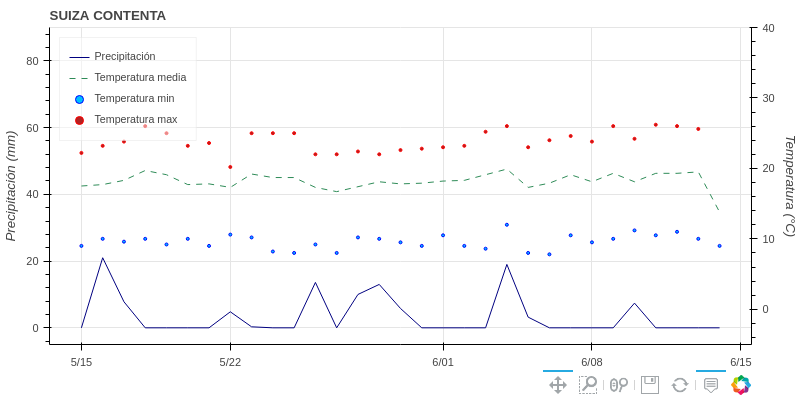 SUIZA CONTENTA
Precipitación
Temperatura media
Temperatura min
Temperatura max
Precipitación (mm)
80
60
40
20
0
40
30
20
10
0
Temperatura (°C)
5/15
5/22
6/01
6/08
6/15